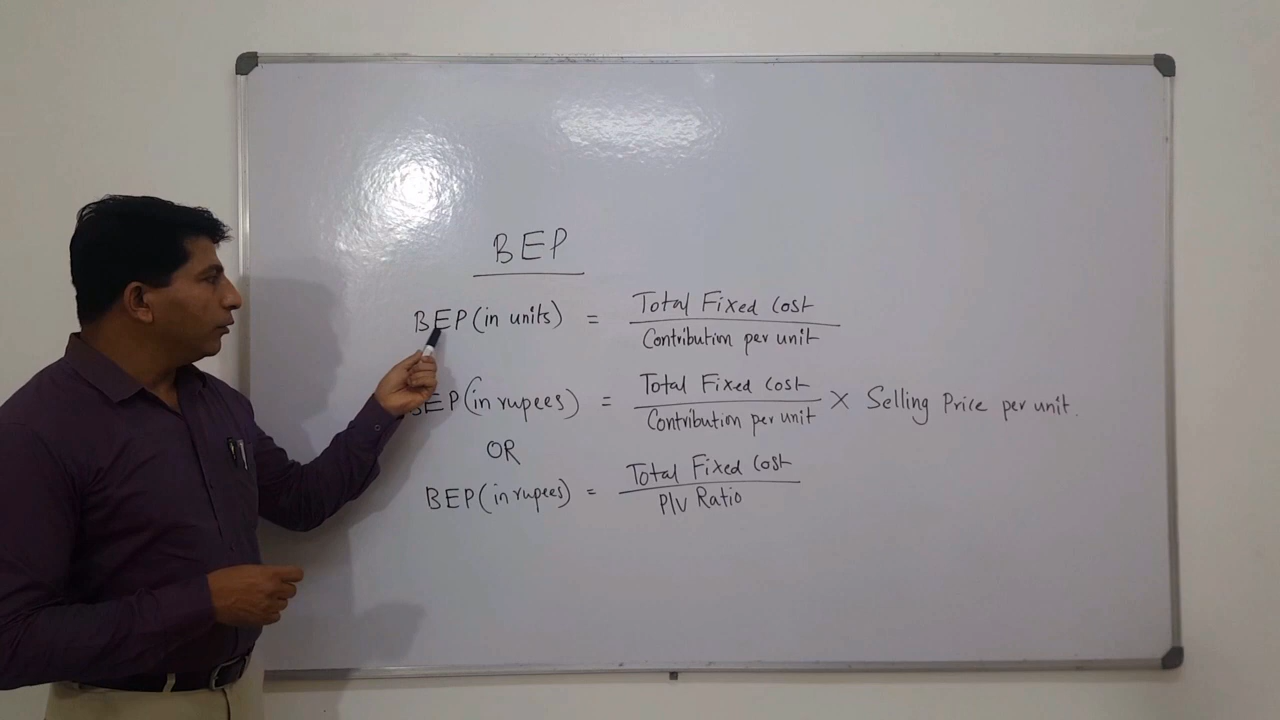 BEP
BEP (in units) = Total Fixed Cost / Contribution per unit
BEP (in rupees) = Total Fixed Cost / Contribution per unit × Selling Price per unit.
OR
BEP (in rupees) = Total Fixed Cost / P/V Ratio